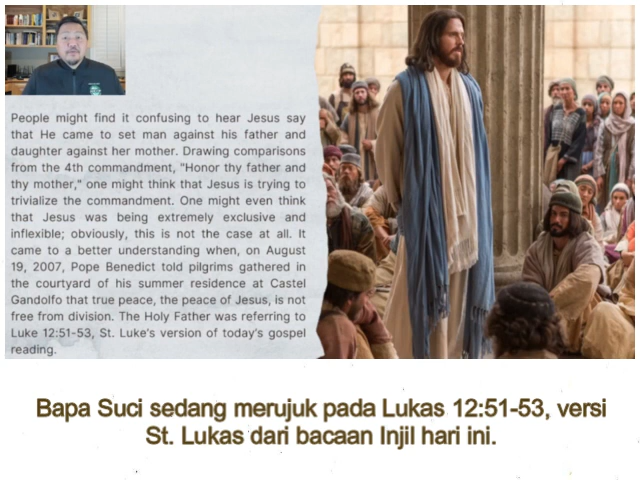 People might find it confusing to hear Jesus say
that He came to set man against his father and
daughter against her mother. Drawing comparisons
from the 4th commandment, "Honor thy father and
thy mother," one might think that Jesus is trying to
trivialize the commandment. One might even think
that Jesus was being extremely exclusive and
inflexible; obviously, this is not the case at all. It
came to a better understanding when, on August
19, 2007, Pope Benedict told pilgrims gathered in
the courtyard of his summer residence at Castel
Gandolfo that true peace, the peace of Jesus, is not
free from division. The Holy Father was referring to
Luke 12:51-53, St. Luke's version of today's gospel
reading.
Bapa Suci sedang merujuk pada Lukas 12:51-53, versi
St. Lukas dari bacaan Injil hari ini.